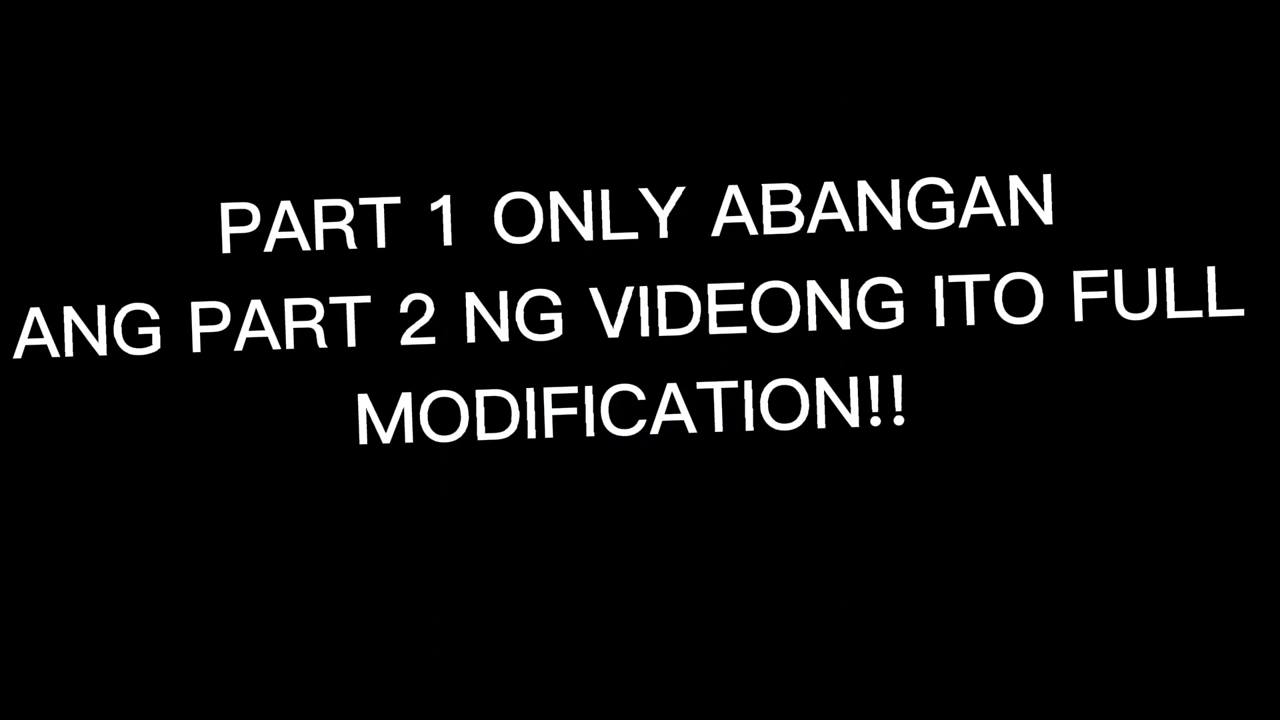 PART 1 ONLY ABANGAN
ANG PART 2 NG VIDEONG ITO FULL
MODIFICATION!!